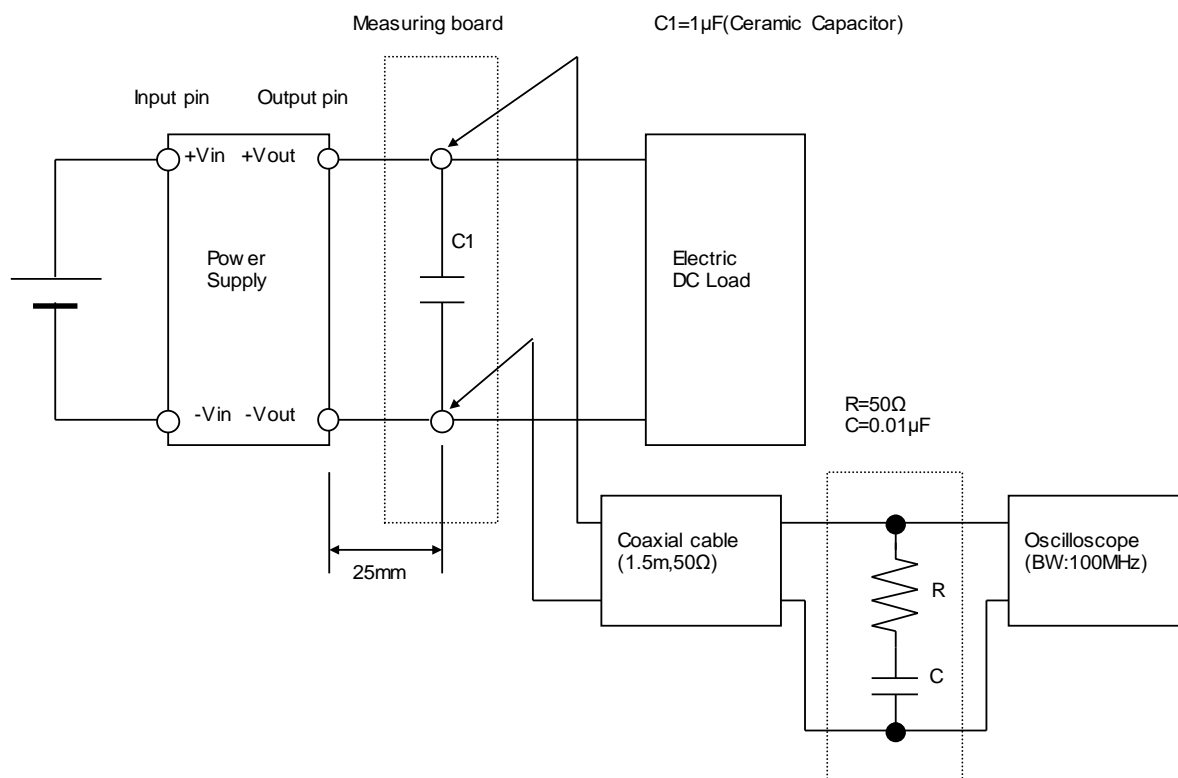 Measuring board
C1=1µF(Ceramic Capacitor)
Input pin
Output pin
+Vin
+Vout
C1
Power
Supply
Electric
DC Load
-Vin
-Vout
R=50Ω
C=0.01µF
25mm
Coaxial cable
(1.5m,50Ω)
R
C
Oscilloscope
(BW:100MHz)